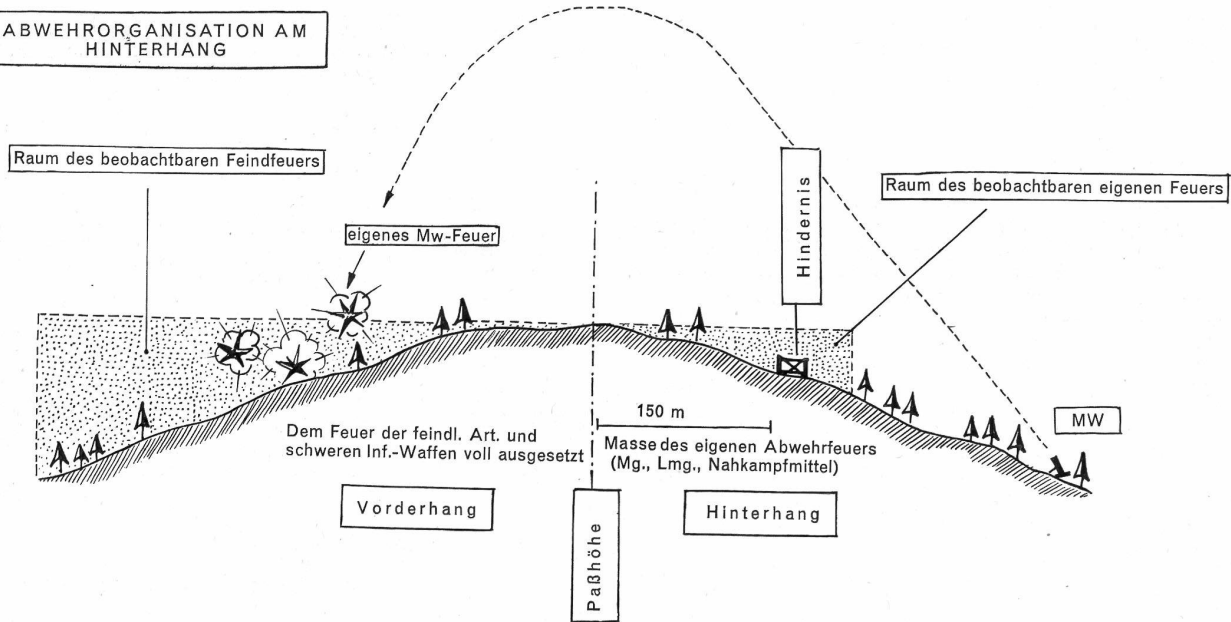 ABWEHRORGANISATION AM
HINTERHANG
Raum des beobachtbaren Feindfeuers
eigenes Mw-Feuer
Hindernis
Raum des beobachtbaren eigenen Feuers
150 m
MW
Dem Feuer der feindl. Art. und
schweren Inf.-Waffen voll ausgesetzt
Masse des eigenen Abwehrfeuers
(Mg., Lmg., Nahkampfmittel)
Vorderhang
Paßhöhe
Hinterhang